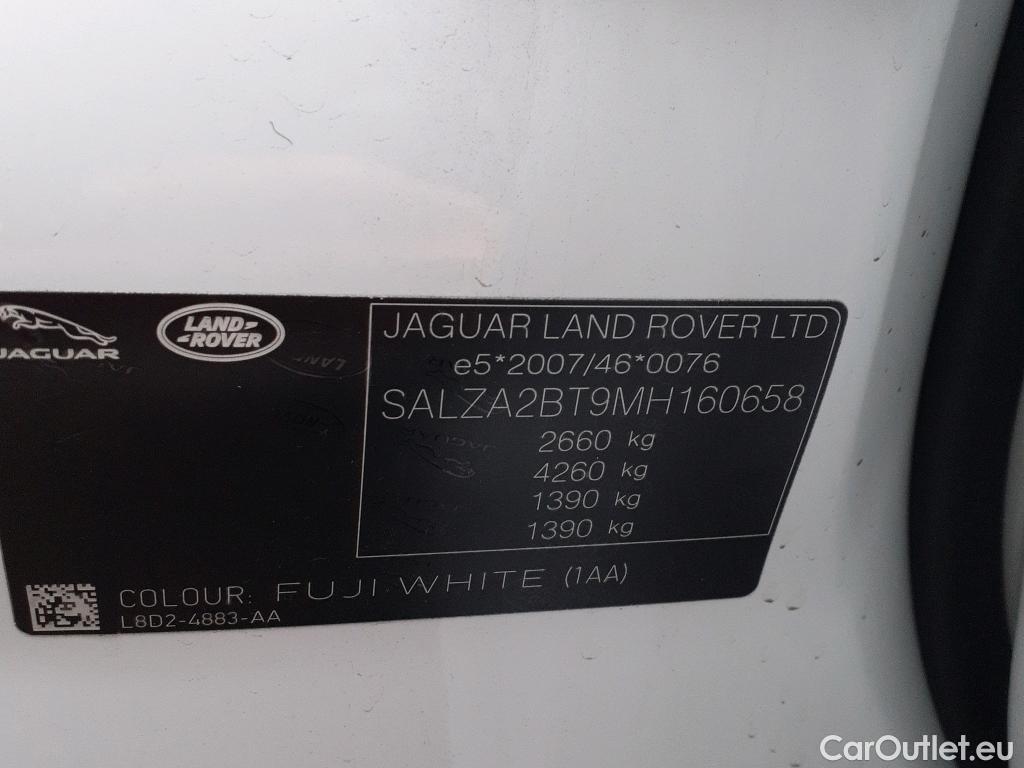 JAGUAR
LAND-
-ROVER
JAGUAR LAND ROVER LTD
e5*2007/46*0076
SALZA2BT9MH160658
2660 kg
4260 kg
1390 kg
1390 kg
COLOUR: FUJI WHITE (1AA)
L8D2-4883-AA
CarOutlet.eu